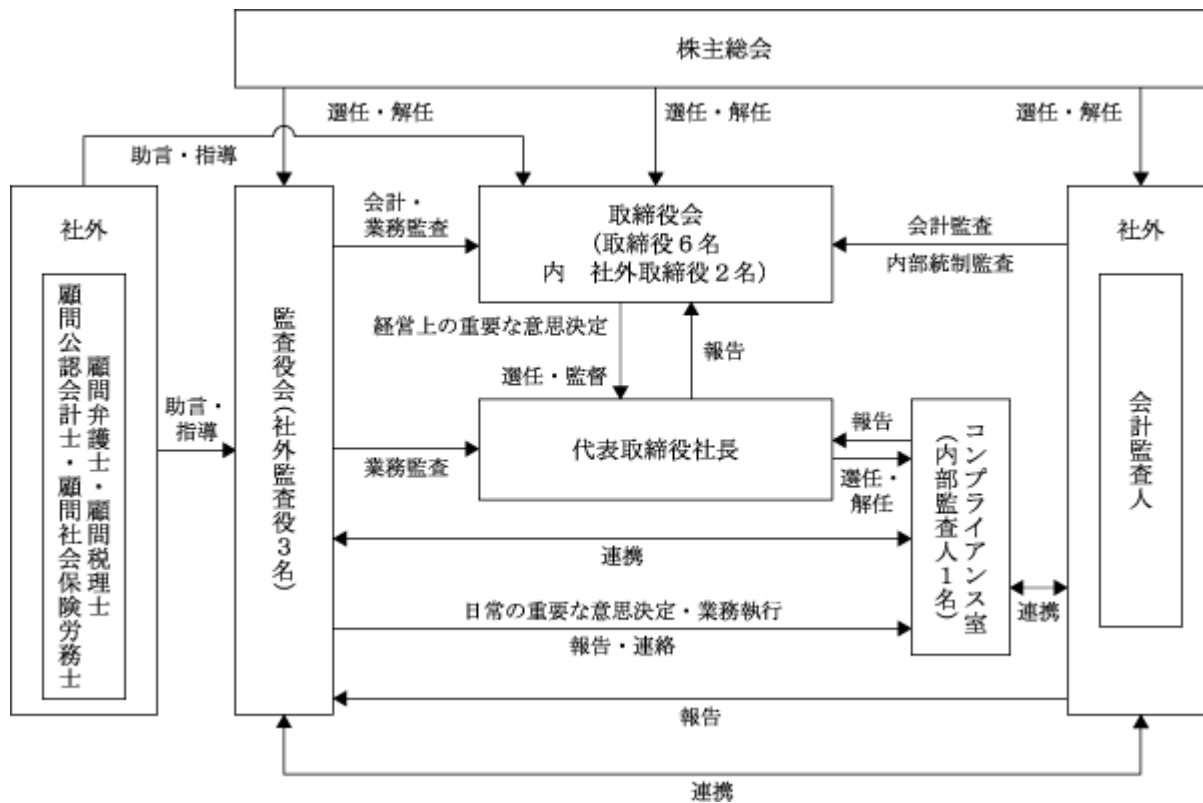 株主総会
選任・解任
選任・解任
選任・解任
助言・指導
社外
顧問弁護士・顧問税理士
顧問公認会計士・顧問社会保険労務士
助言・
指導
監査役会(社外監査役3名)
会計・
業務監査
取締役会
(取締役6名
内 社外取締役2名)
会計監査
内部統制監査
社外
会計監査人
経営上の重要な意思決定
選任・監督
報告
業務監査
代表取締役社長
報告
選任・
解任
コンプライアンス室
(内部監査人1名)
連携
連携
日常の重要な意思決定・業務執行
報告・連絡
報告
連携